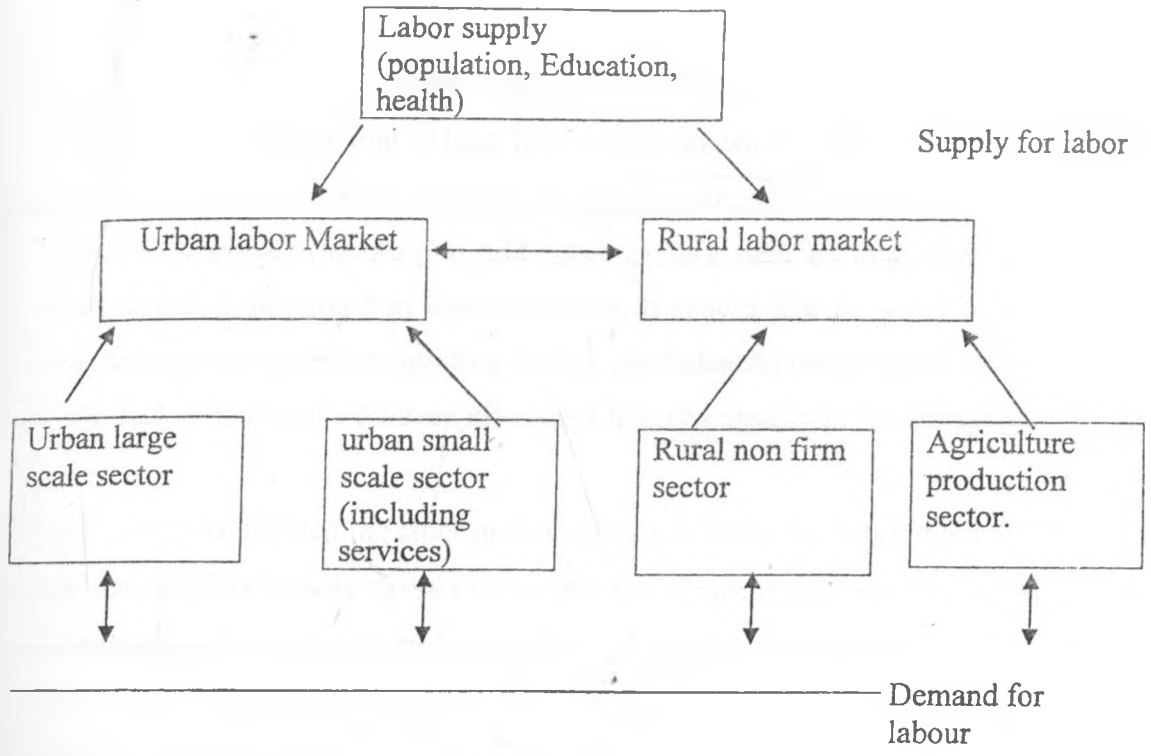 Labor supply
(population, Education,
health)
Supply for labor
Urban labor Market
Rural labor market
Urban large
scale sector
urban small
scale sector
(including
services)
Rural non firm
sector
Agriculture
production
sector.
Demand for
labour